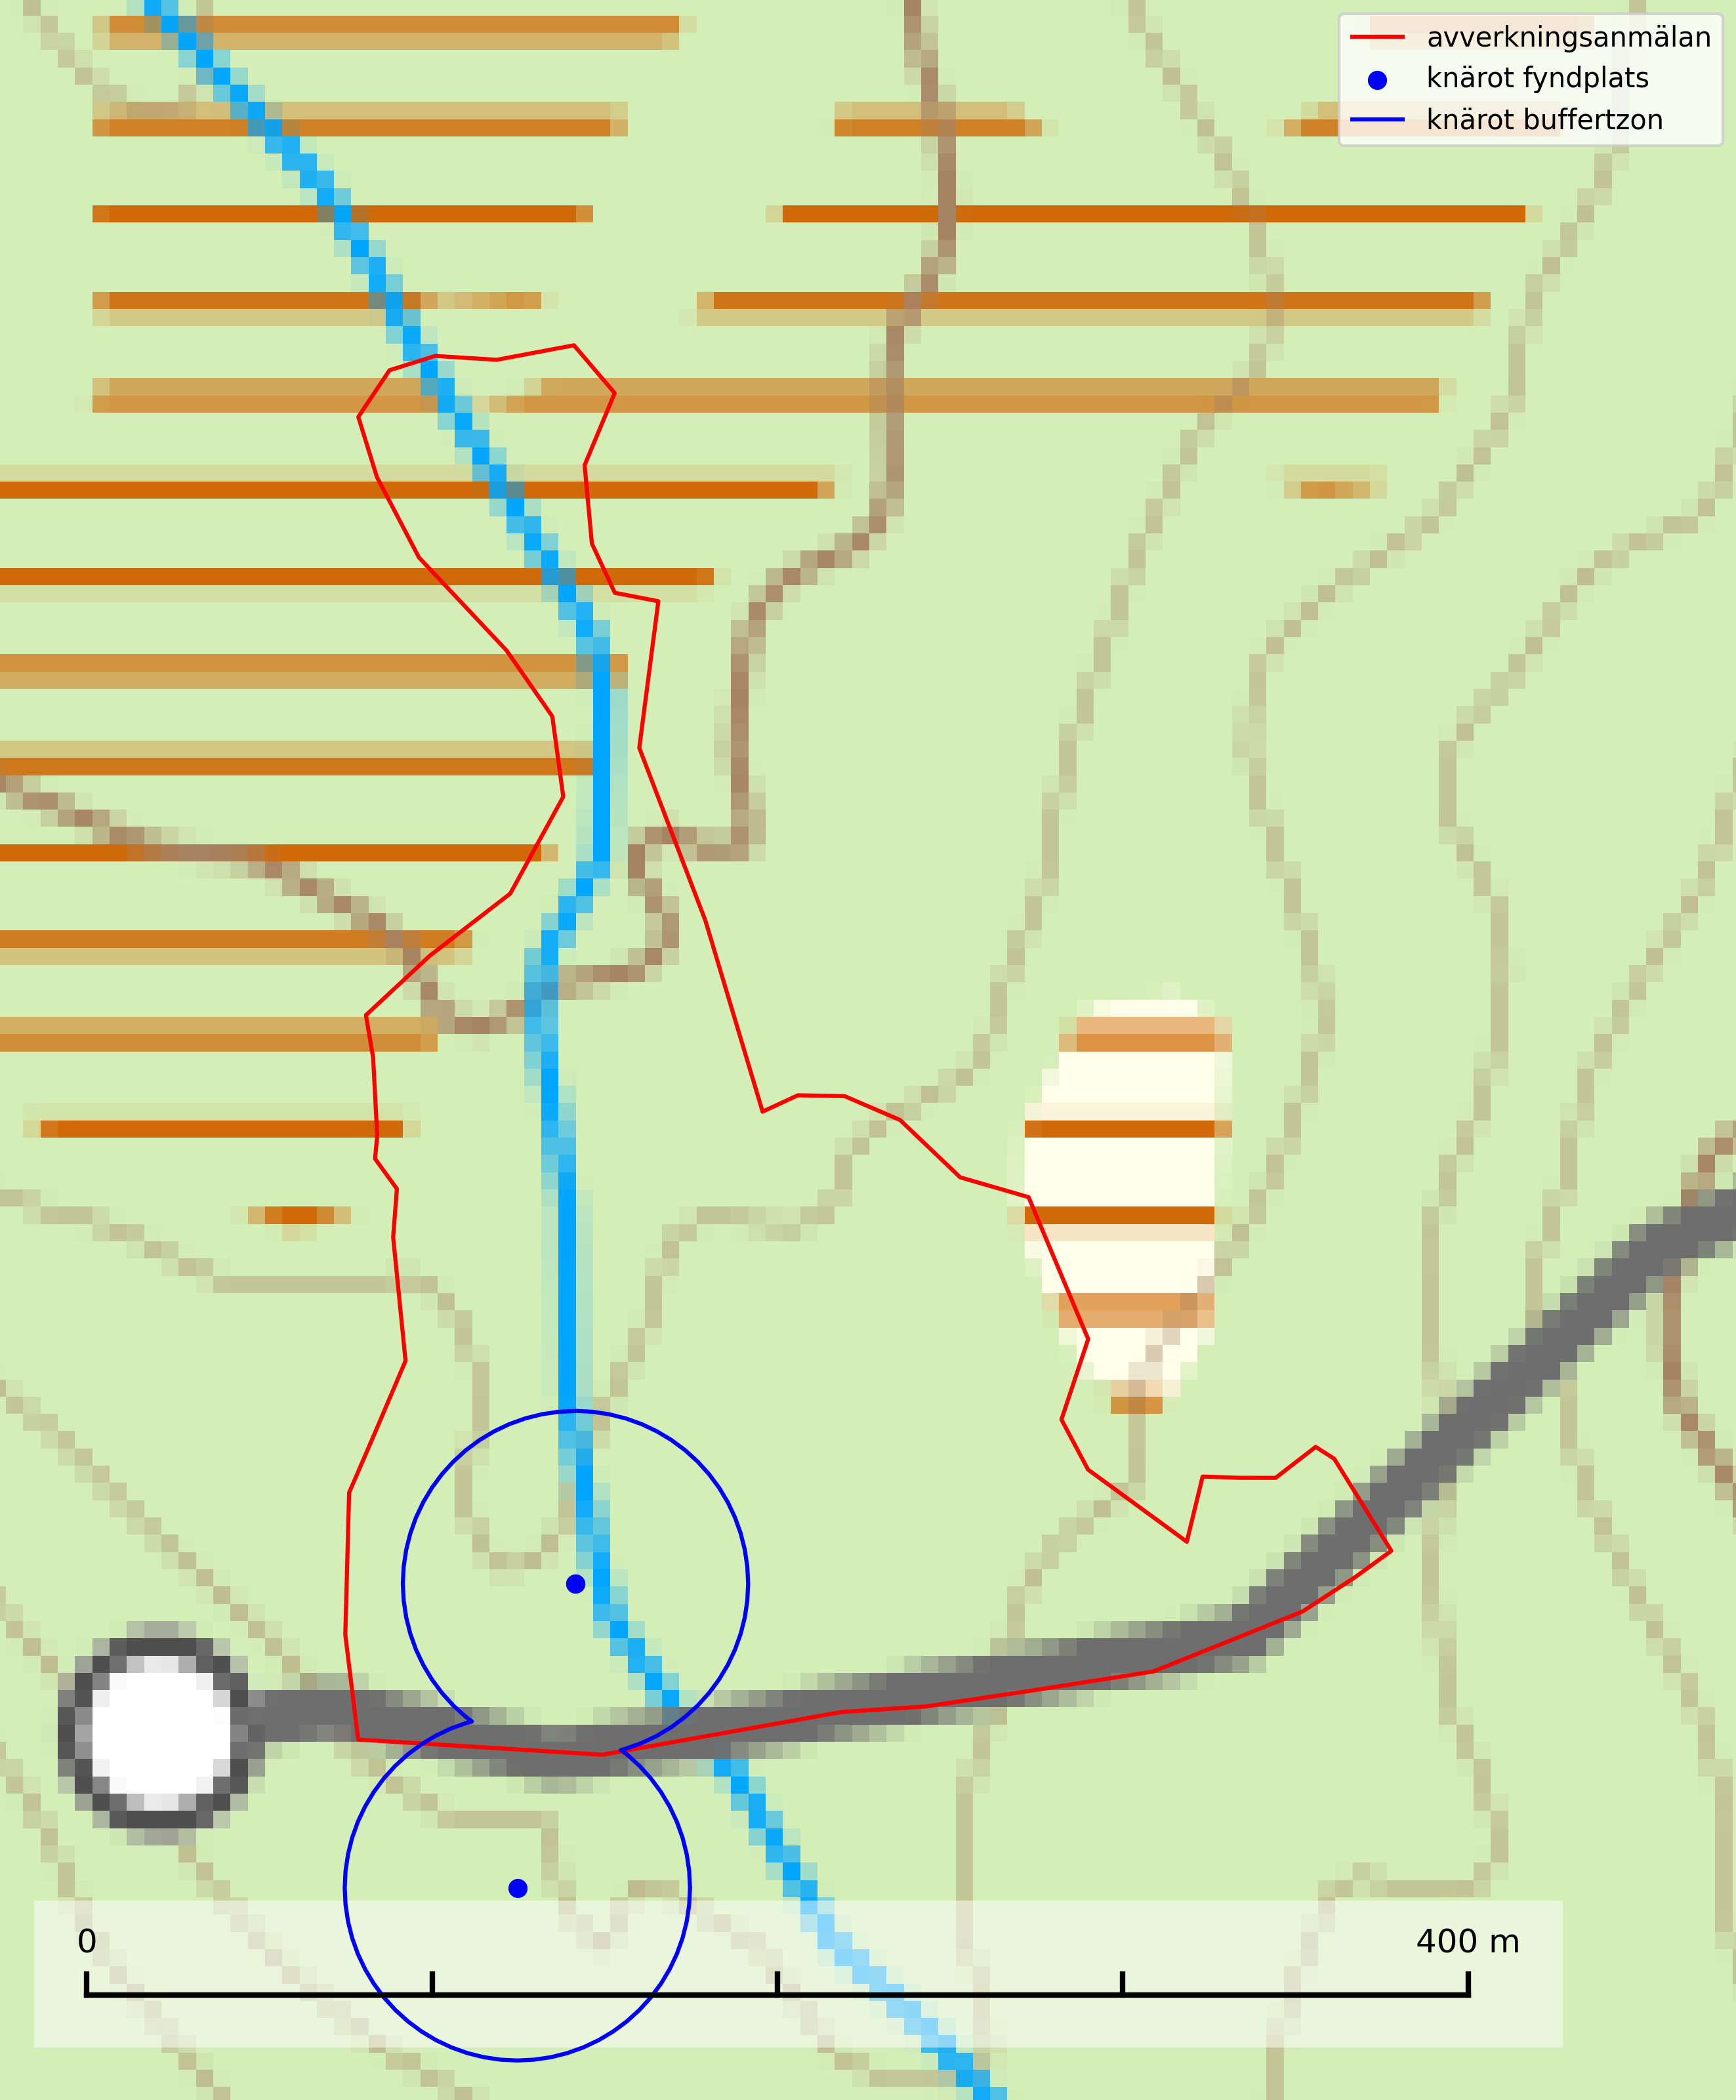 avverkningsanmälan
knärot fyndplats
knärot buffertzon
0
400 m